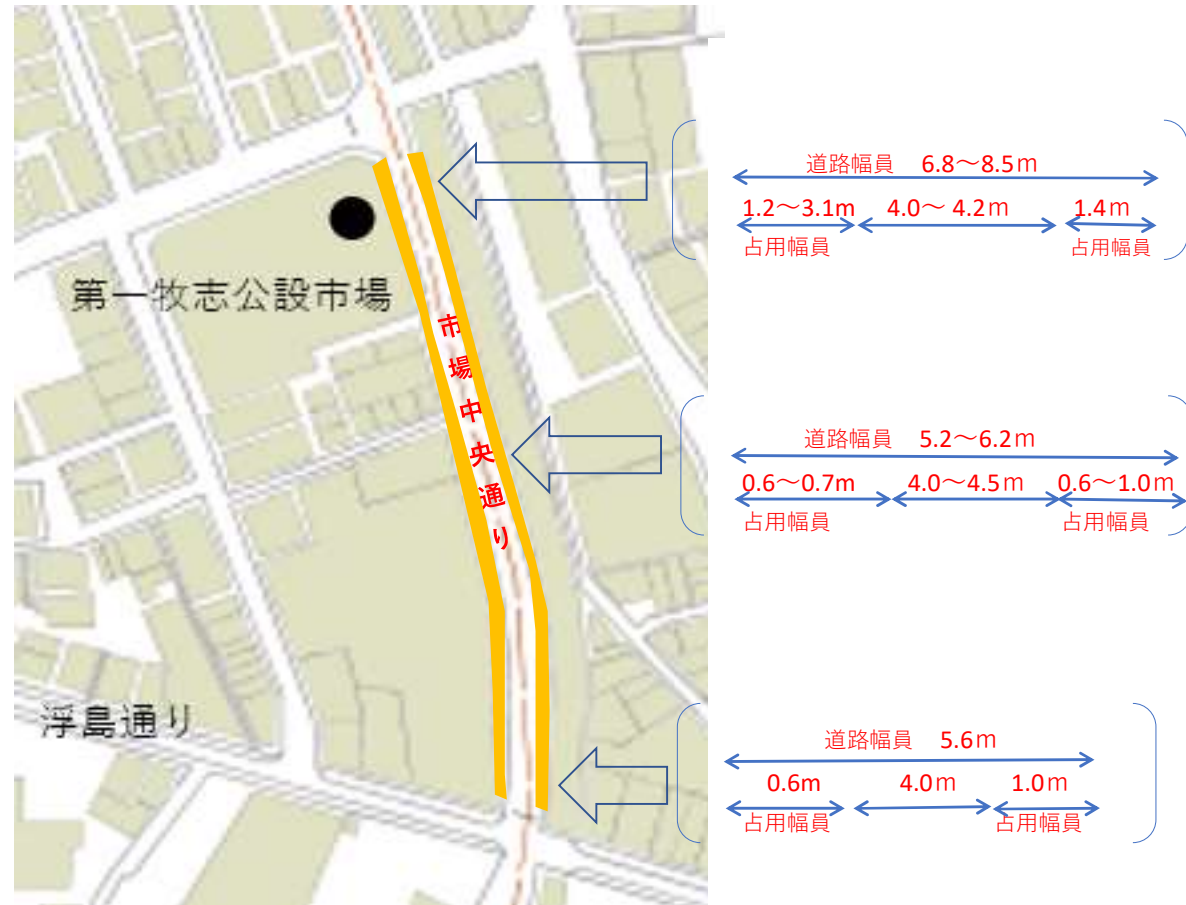 第一牧志公設市場
市場中央通り
浮島通り
道路幅員 6.8～8.5m
1.2～3.1m 4.0～4.2m 1.4m
占用幅員 占用幅員
道路幅員 5.2～6.2m
0.6～0.7m 4.0～4.5m 0.6～1.0m
占用幅員 占用幅員
道路幅員 5.6m
0.6m 4.0m 1.0m
占用幅員 占用幅員